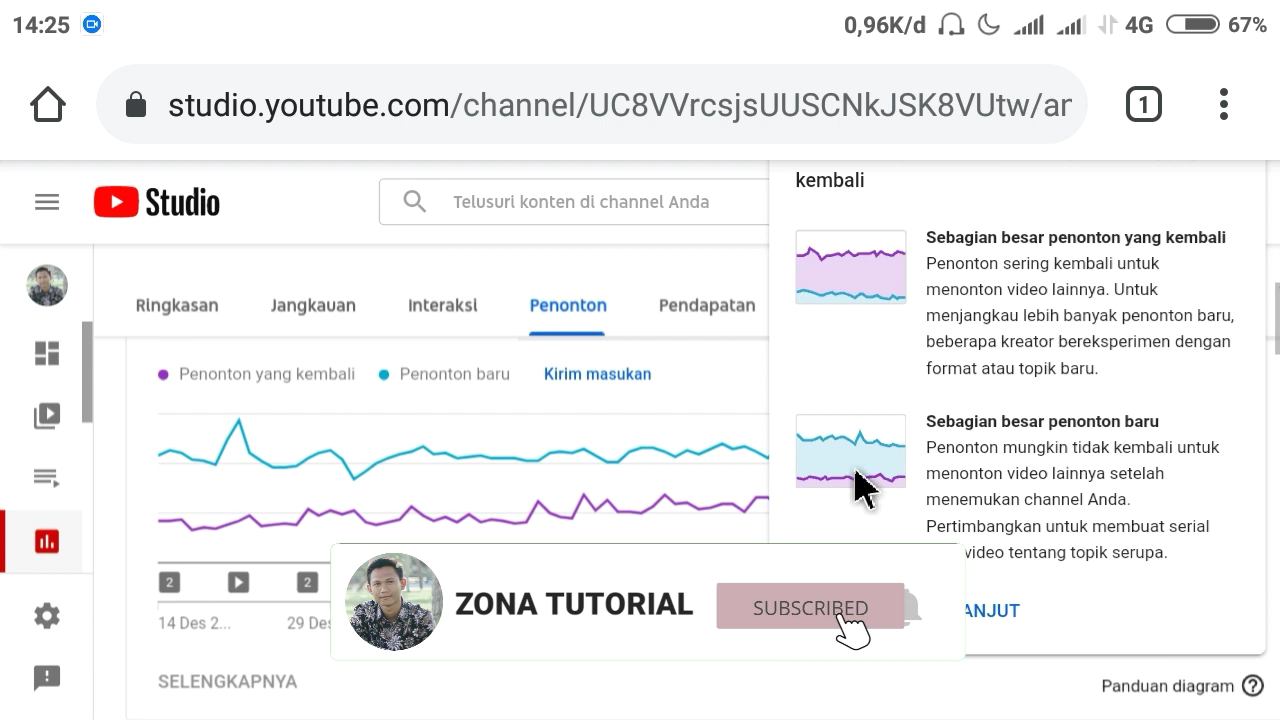 14:25
0,96K/d
4G
67%
studio.youtube.com/channel/UC8VVrcsjsUUSCNkJSK8VUtw/ar
1
Studio
Telusuri konten di channel Anda
kembali
Ringkasan
Jangkauan
Interaksi
Penonton
Pendapatan
Penonton yang kembali
Penonton baru
Kirim masukan
Sebagian besar penonton yang kembali
Penonton sering kembali untuk
menonton video lainnya. Untuk
menjangkau lebih banyak penonton baru,
beberapa kreator bereksperimen dengan
format atau topik baru.
Sebagian besar penonton baru
Penonton mungkin tidak kembali untuk
menonton video lainnya setelah
menemukan channel Anda.
Pertimbangkan untuk membuat serial
video tentang topik serupa.
ANJUT
2
2
14 Des 2...
29 Des
ZONA TUTORIAL
SUBSCRIBED
SELENGKAPNYA
Panduan diagram ?